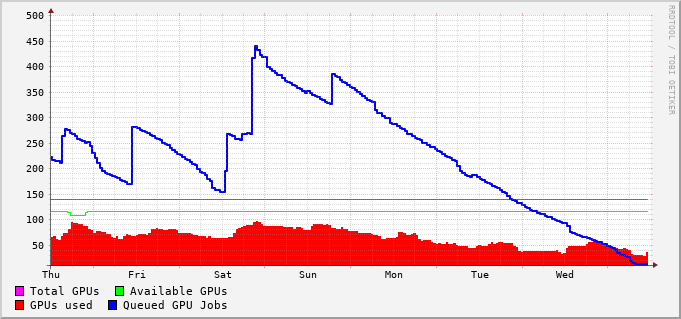 500
450
400
350
300
250
200
150
100
50
Thu Fri Sat Sun Mon Tue Wed
RRDTOOL / TOBI OETIKER
Total GPUs Available GPUs
GPUs used Queued GPU Jobs